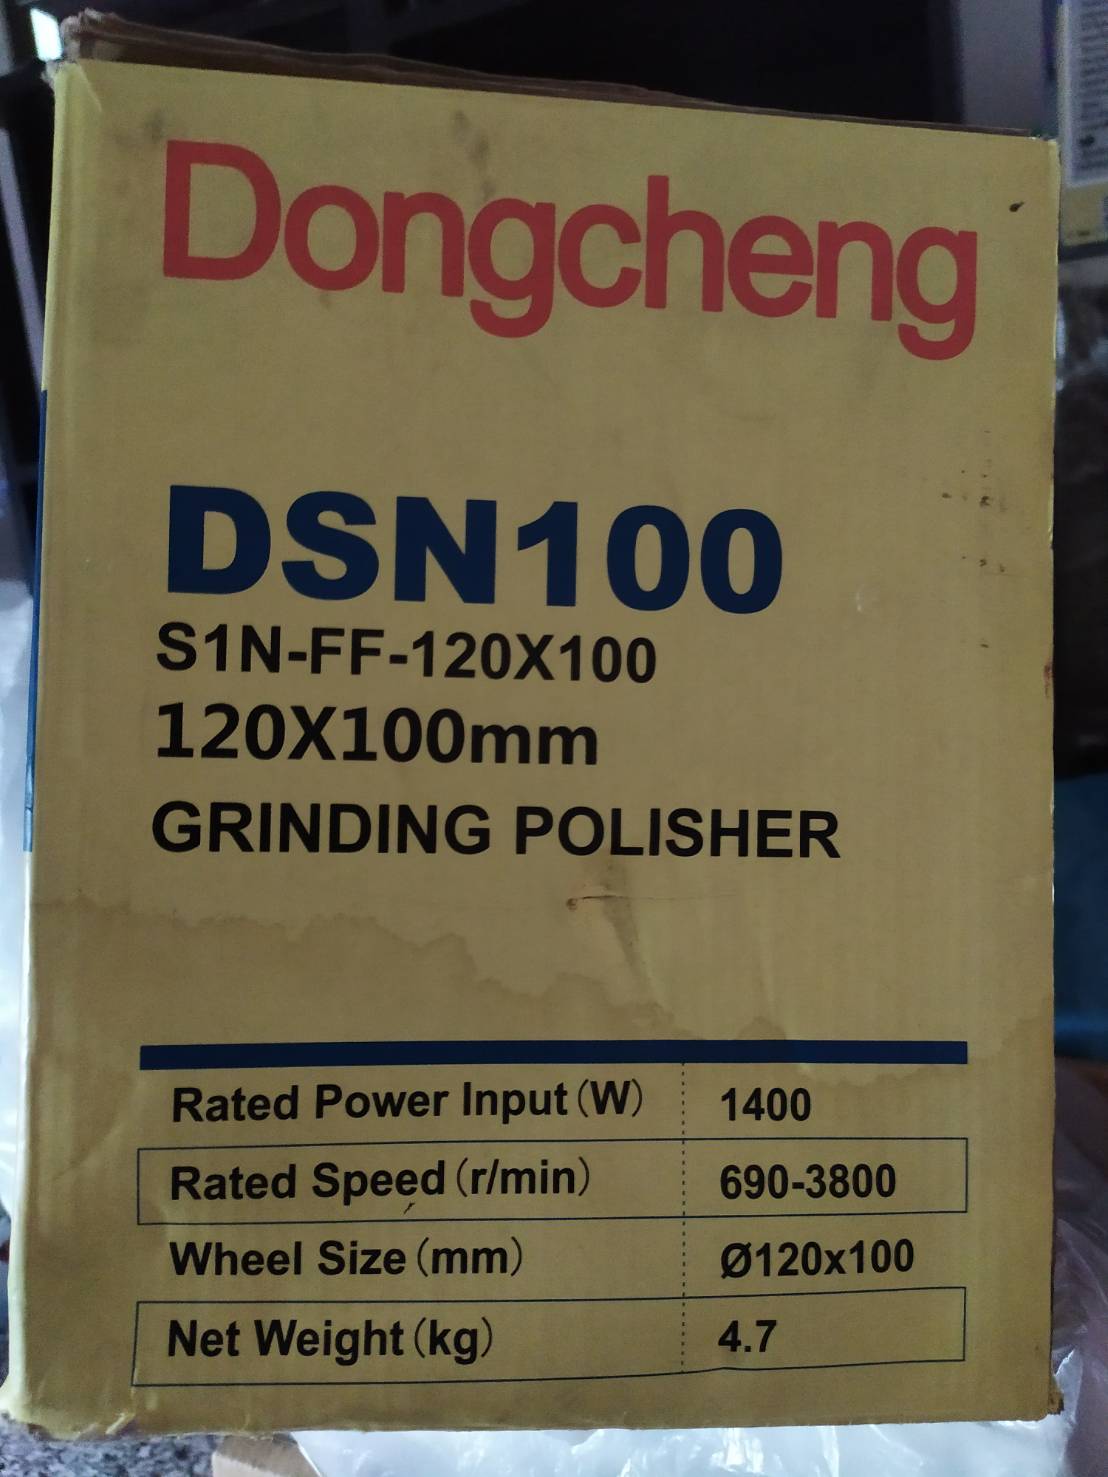 Dongcheng
DSN100
S1N-FF-120X100
120X100mm
GRINDING POLISHER
Rated Power Input(W) 1400
Rated Speed(r/min) 690-3800
Wheel Size(mm) Ø120x100
Net Weight(kg) 4.7